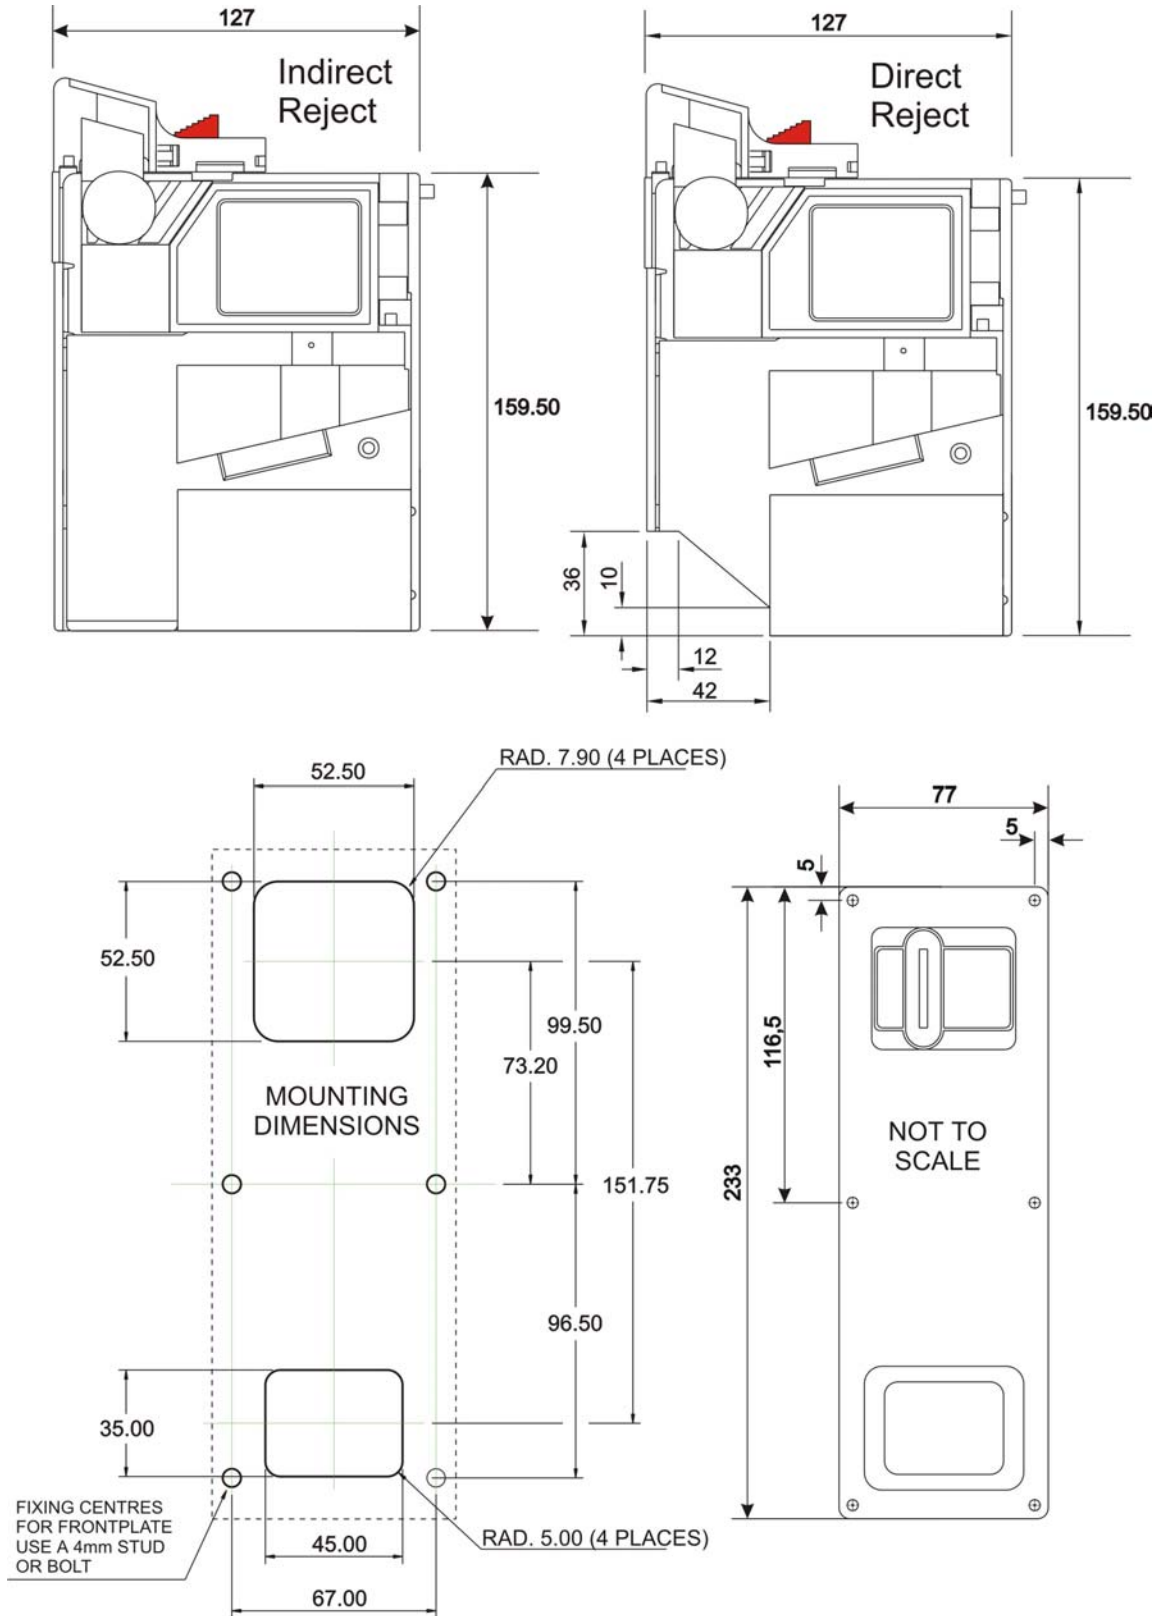 127
Indirect
Reject
159.50
127
Direct
Reject
159.50
36
10
12
42
RAD. 7.90 (4 PLACES)
52.50
52.50
99.50
73.20
MOUNTING
DIMENSIONS
151.75
96.50
35.00
FIXING CENTRES
FOR FRONTPLATE
USE A 4mm STUD
OR BOLT
45.00
RAD. 5.00 (4 PLACES)
67.00
77
5
5
116,5
233
NOT TO
SCALE